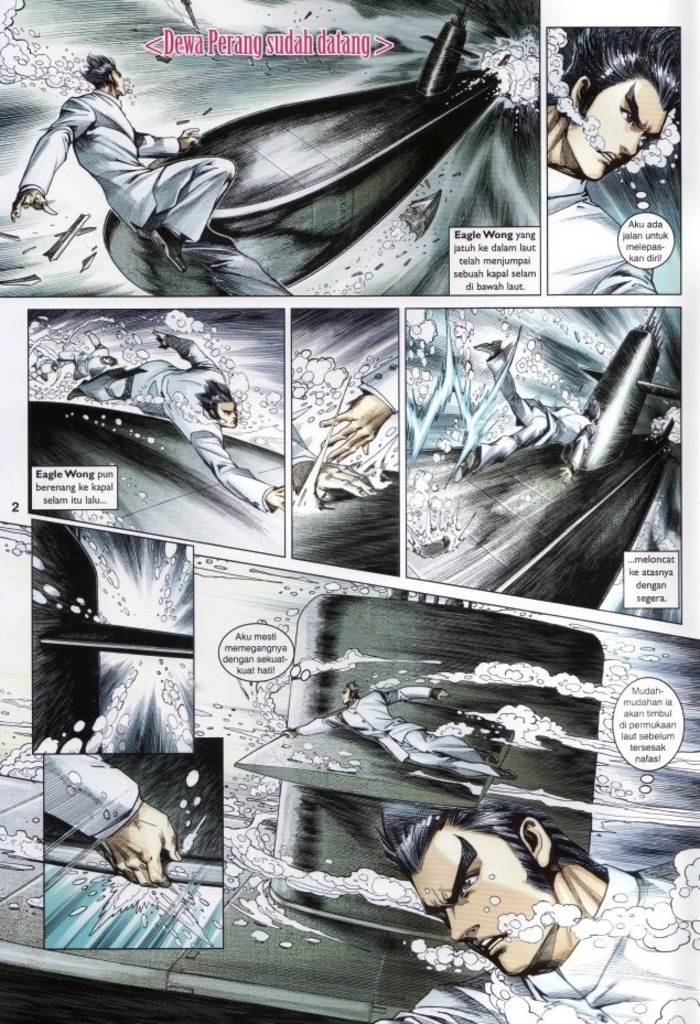 <Dewa Perang sudah datang>
Eagle Wong yang
jatuh ke dalam laut
telah menjumpai
sebuah kapal selam
di bawah laut.
Aku ada
jalan untuk
melepas-
kan diri!
Eagle Wong pun
berenang ke kapal
selam itu lalu...
...meloncat
ke atasnya
dengan
segera.
2
Aku mesti
memegangnya
dengan sekuat-
kuat hati!
Mudah-
mudahan ia
akan timbul
di permukaan
laut sebelum
tersesak
nafas!